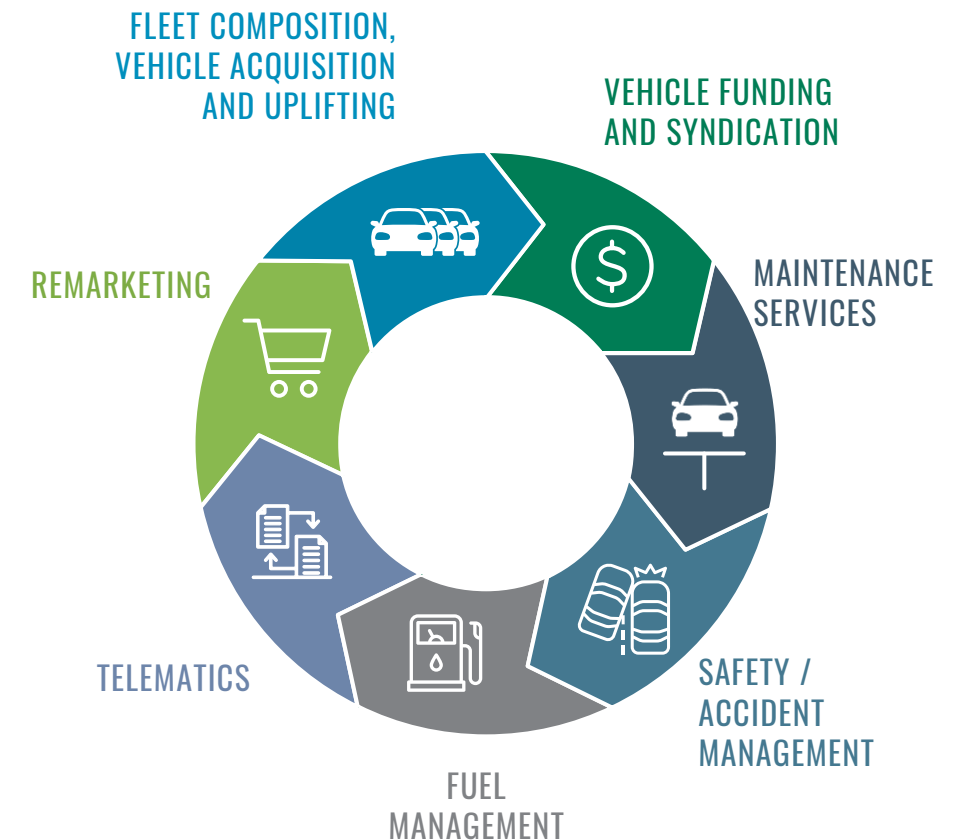 FLEET COMPOSITION,
VEHICLE ACQUISITION
AND UPLIFTING
VEHICLE FUNDING
AND SYNDICATION
$
MAINTENANCE
SERVICES
SAFETY /
ACCIDENT
MANAGEMENT
FUEL
MANAGEMENT
TELEMATICS
REMARKETING